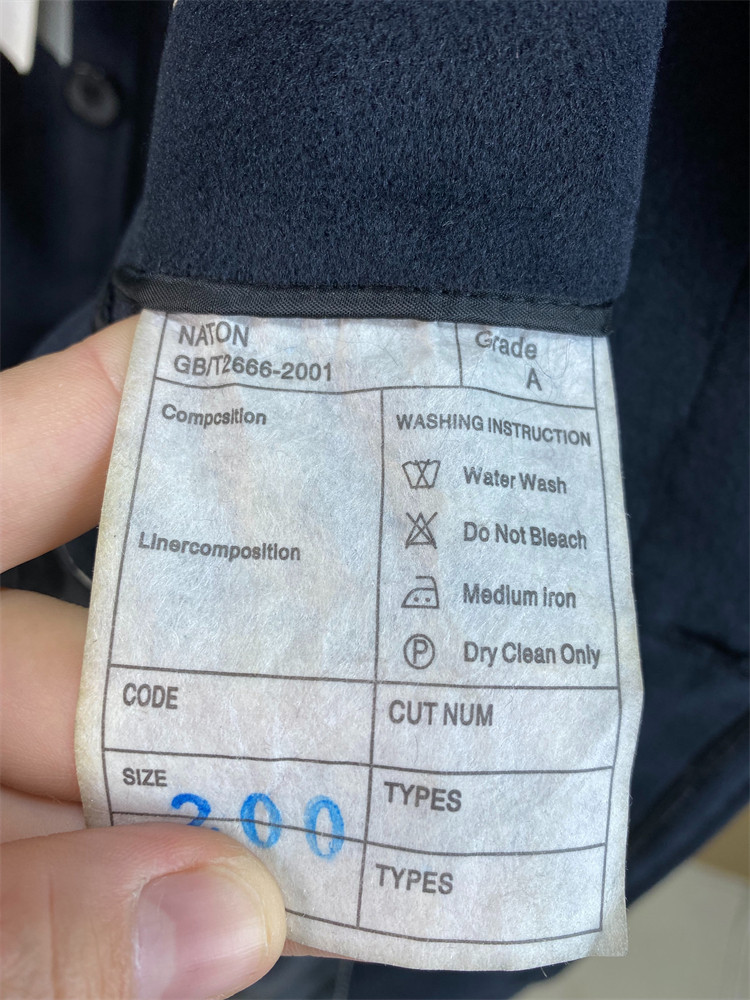 NATON
GB/T2666-2001
Grade
A
Composition
Linercomposition
WASHING INSTRUCTION
Water Wash
Do Not Bleach
Medium Iron
P
Dry Clean Only
CODE
CUT NUM
SIZE
200
TYPES
TYPES